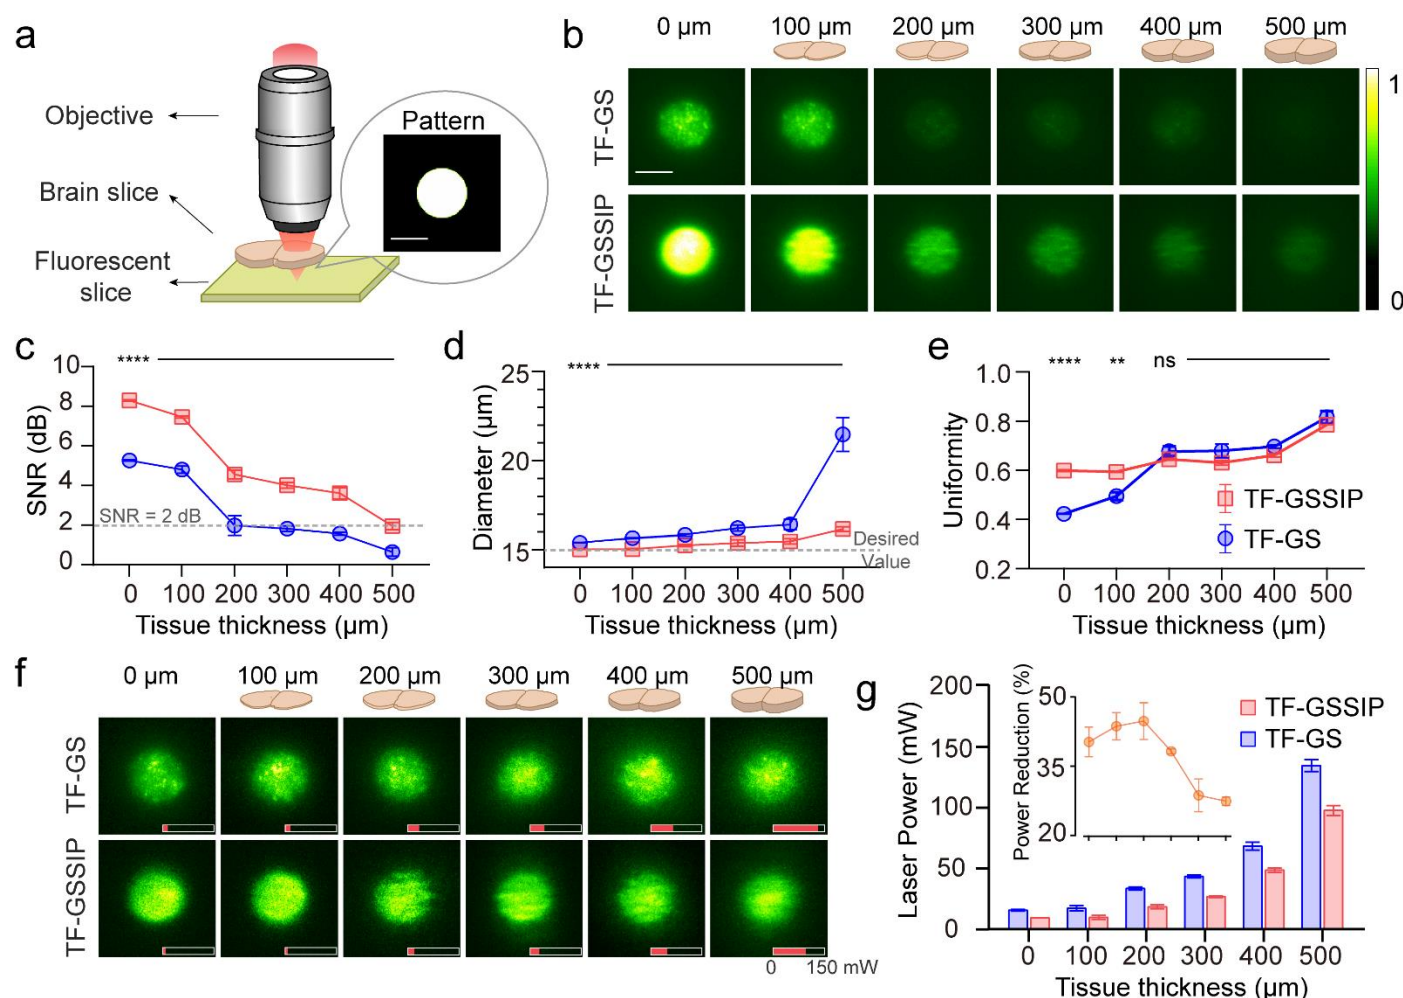 a
Objective
Brain slice
Fluorescent
slice
Pattern
b
0 µm 100 µm 200 µm 300 µm 400 µm 500 µm
TF-GS
TF-GSSIP
1
0
c
****
SNR (dB)
10
8
6
4
2
0
SNR = 2 dB
0 100 200 300 400 500
Tissue thickness (µm)
d
****
Diameter (µm)
25
20
15
Desired
Value
0 100 200 300 400 500
Tissue thickness (µm)
e
**** ** ns
Uniformity
1.0
0.8
0.6
0.4
0.2
TF-GSSIP
TF-GS
0 100 200 300 400 500
Tissue thickness (µm)
f
0 µm 100 µm 200 µm 300 µm 400 µm 500 µm
TF-GS
TF-GSSIP
0 150 mW
g
Laser Power (mW)
200
150
100
50
0
Power Reduction (%)
50
35
20
TF-GSSIP
TF-GS
0 100 200 300 400 500
Tissue thickness (µm)